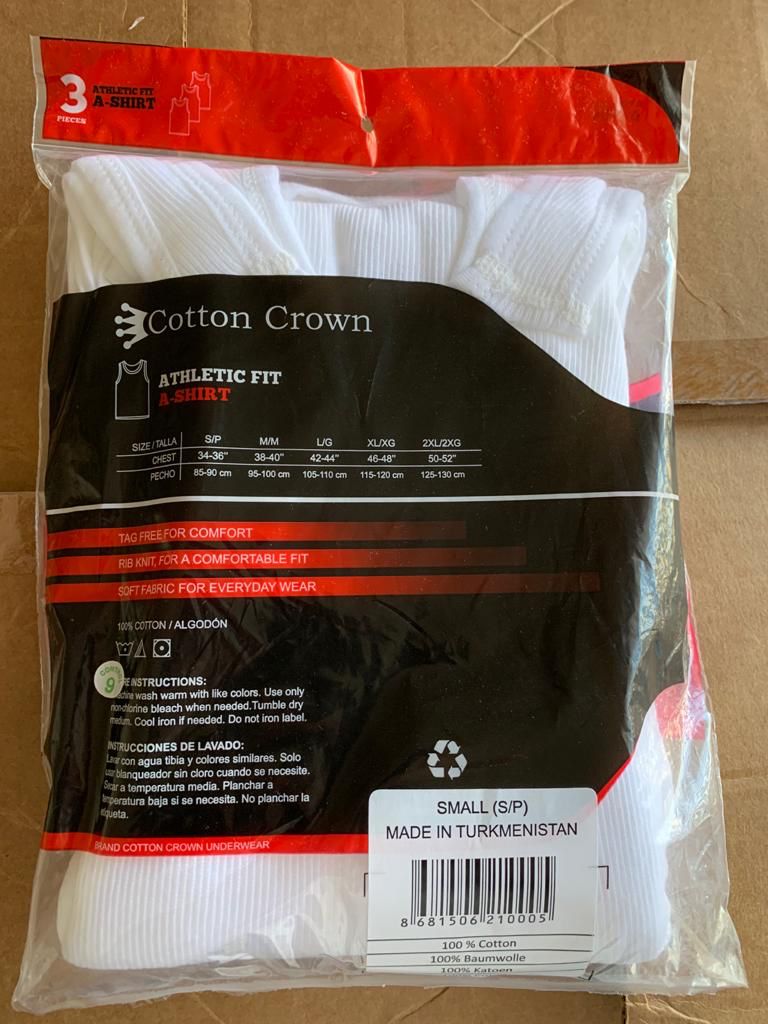 3
PIECES
ATHLETIC FIT
A-SHIRT
Cotton Crown
ATHLETIC FIT
A-SHIRT
SIZE / TALLA S/P M/M L/G XL/XG 2XL/2XG
CHEST 34-36" 38-40" 42-44" 46-48" 50-52"
PECHO 85-90 cm 95-100 cm 105-110 cm 115-120 cm 125-130 cm
TAG FREE FOR COMFORT
RIB KNIT, FOR A COMFORTABLE FIT
SOFT FABRIC FOR EVERYDAY WEAR
100% COTTON / ALGODÓN
9
RE INSTRUCTIONS:
chine wash warm with like colors. Use only
non-chlorine bleach when needed.Tumble dry
medium. Cool iron if needed. Do not iron label.
INSTRUCCIONES DE LAVADO:
Lavar con agua tibia y colores similares. Solo
usar blanqueador sin cloro cuando se necesite.
Secar a temperatura media. Planchar a
temperatura baja si se necesita. No planchar la
etiqueta.
BRAND COTTON CROWN UNDERWEAR
SMALL (S/P)
MADE IN TURKMENISTAN
8 681506 210005
100 % Cotton
100% Baumwolle
100% Katoen